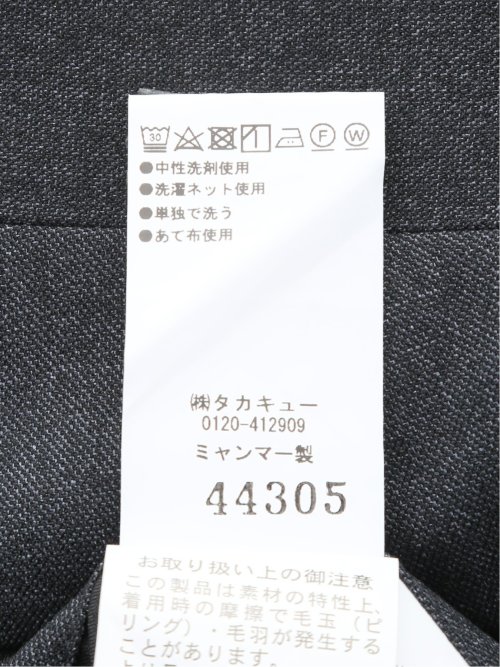 30 F W
●中性洗剤使用
●洗濯ネット使用
●単独で洗う
●あて布使用
㈱タカキュー
0120-412909
ミャンマー製
44305
お取り扱い上の御注意
この製品は素材の特性上、
着用時の摩擦で毛玉（ピ
リング）・毛羽が発生する
ことがあります。